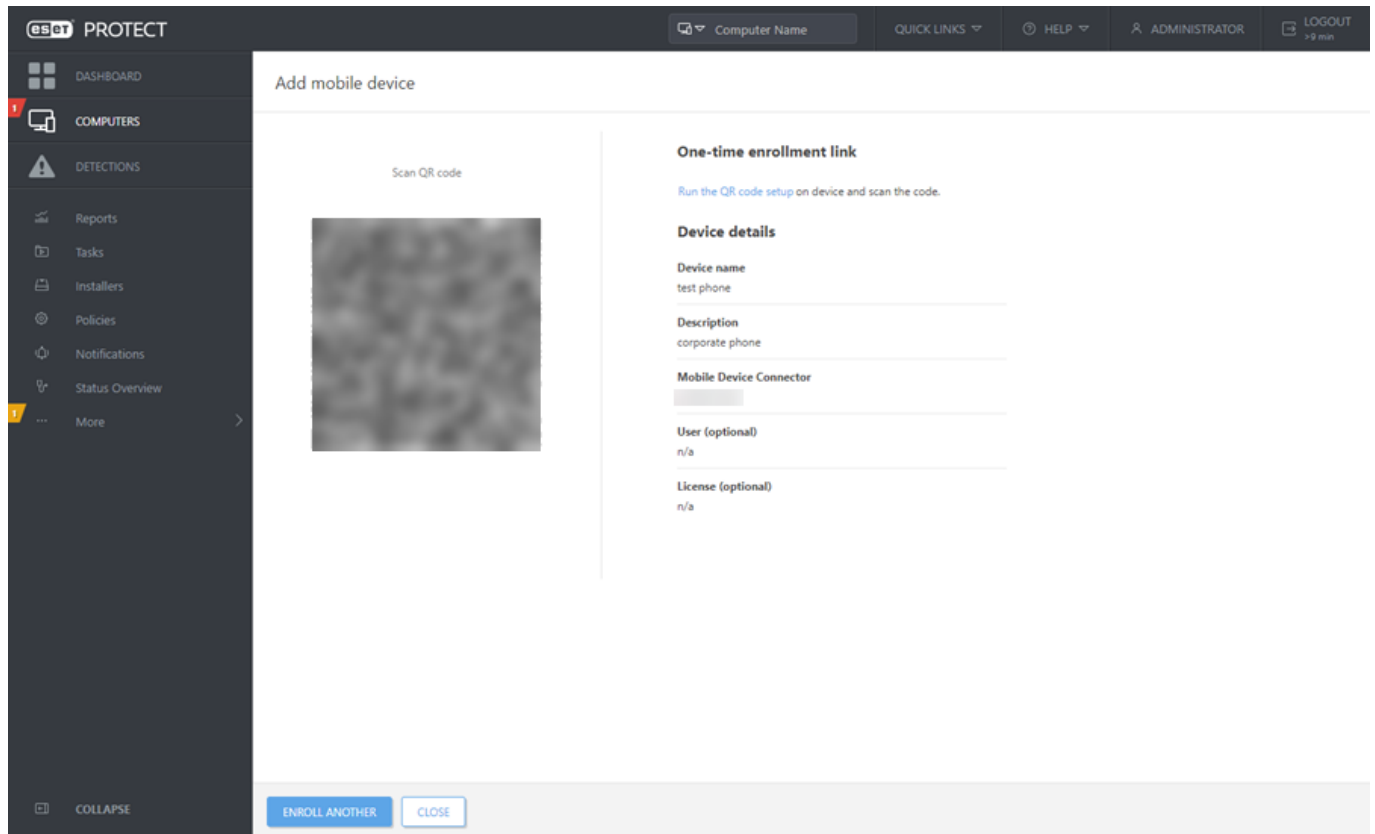 eset PROTECT
Computer Name
QUICK LINKS
HELP
ADMINISTRATOR
LOGOUT
>9 min
DASHBOARD
1
COMPUTERS
DETECTIONS
Reports
Tasks
Installers
Policies
Notifications
Status Overview
1
More
COLLAPSE
Add mobile device
Scan QR code
One-time enrollment link
Run the QR code setup on device and scan the code.
Device details
Device name
test phone
Description
corporate phone
Mobile Device Connector
User (optional)
n/a
License (optional)
n/a
ENROLL ANOTHER
CLOSE